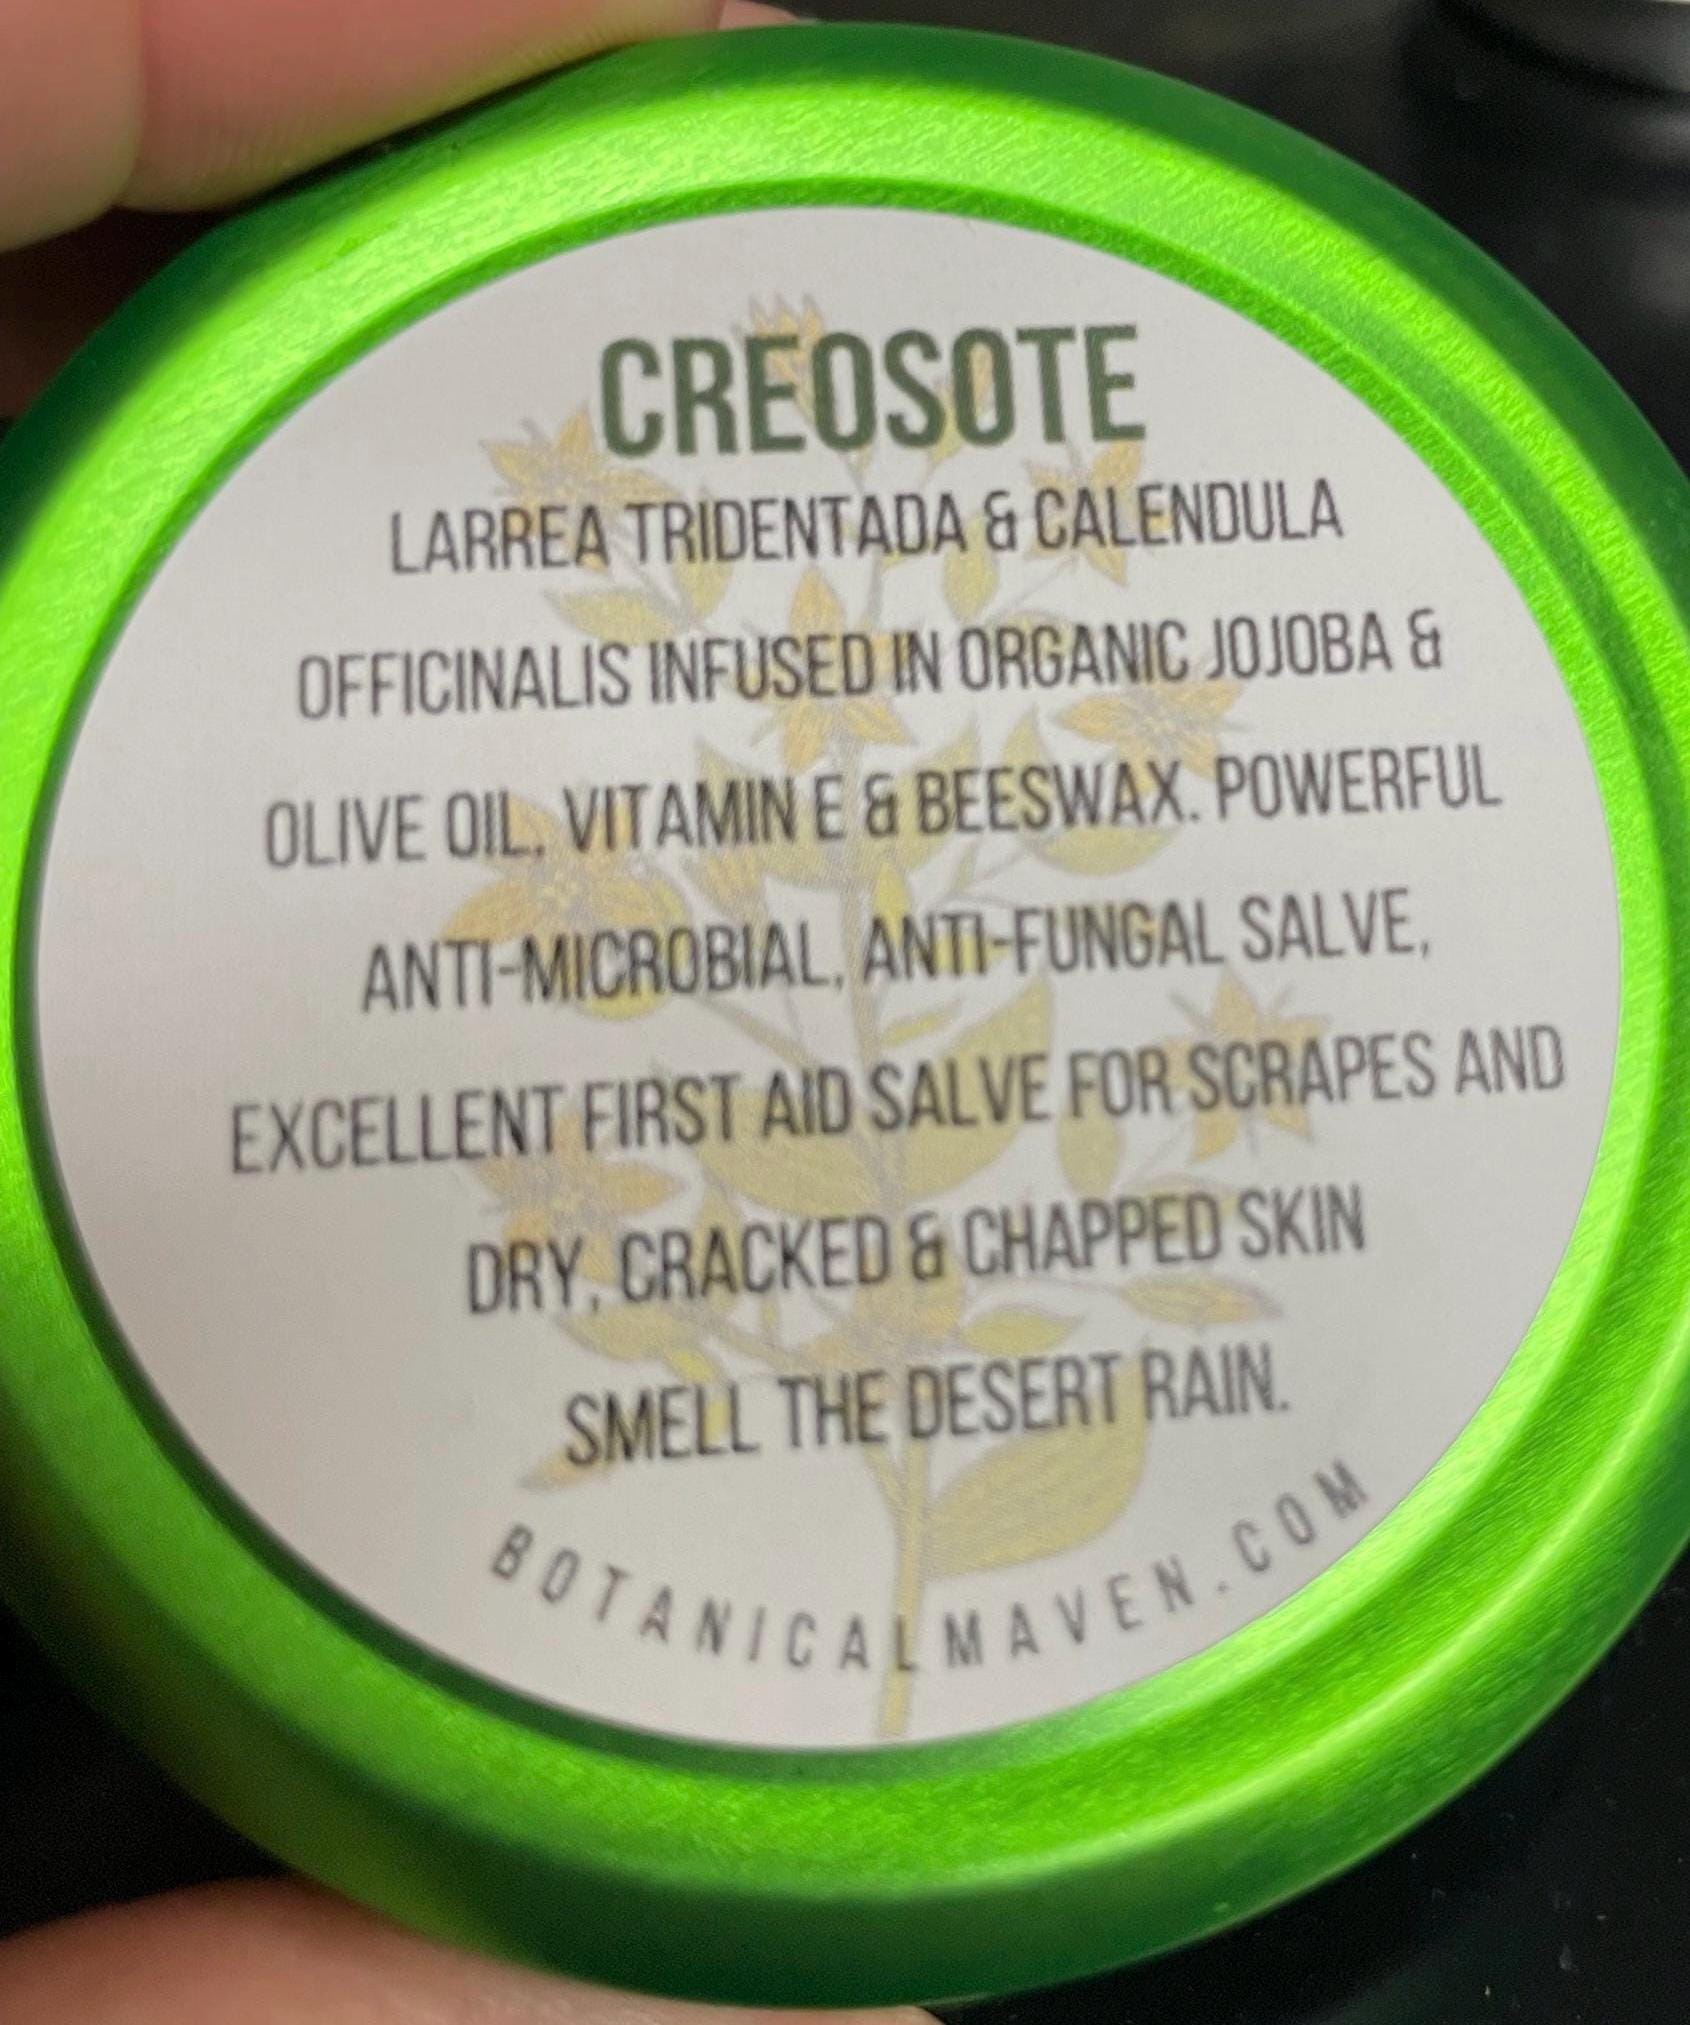 CREOSOTE
LARREA TRIDENTADA & CALENDULA
OFFICINALIS INFUSED IN ORGANIC JOJOBA &
OLIVE OIL, VITAMIN E & BEESWAX. POWERFUL
ANTI-MICROBIAL, ANTI-FUNGAL SALVE,
EXCELLENT FIRST AID SALVE FOR SCRAPES AND
DRY, CRACKED & CHAPPED SKIN
SMELL THE DESERT RAIN.
BOTANICALMAVEN.COM